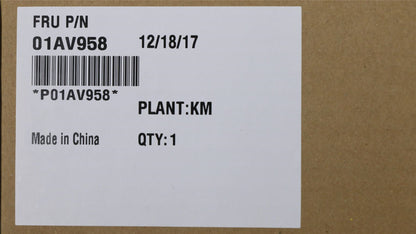 FRU P/N
01AV958 12/18/17
*P01AV958*
PLANT:KM
Made in China QTY:1